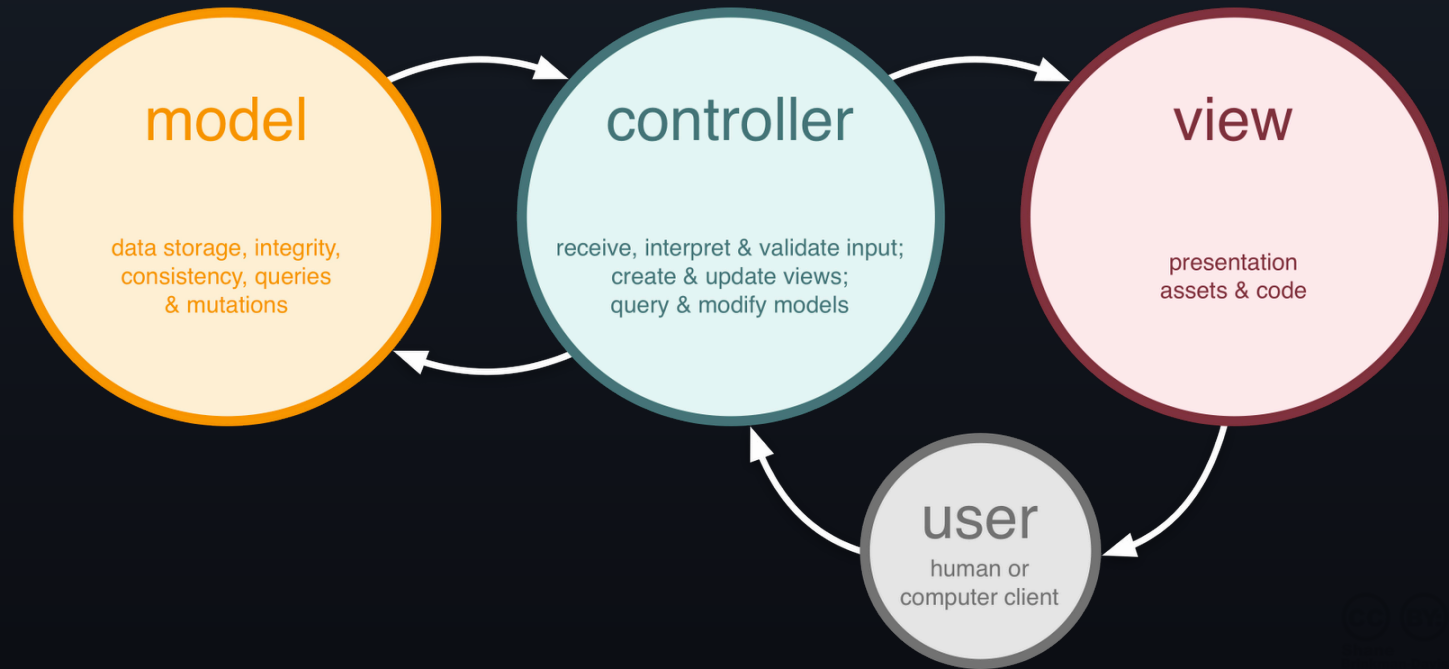 model
data storage, integrity,
consistency, queries
& mutations
controller
receive, interpret & validate input;
create & update views;
query & modify models
view
presentation
assets & code
user
human or
computer client